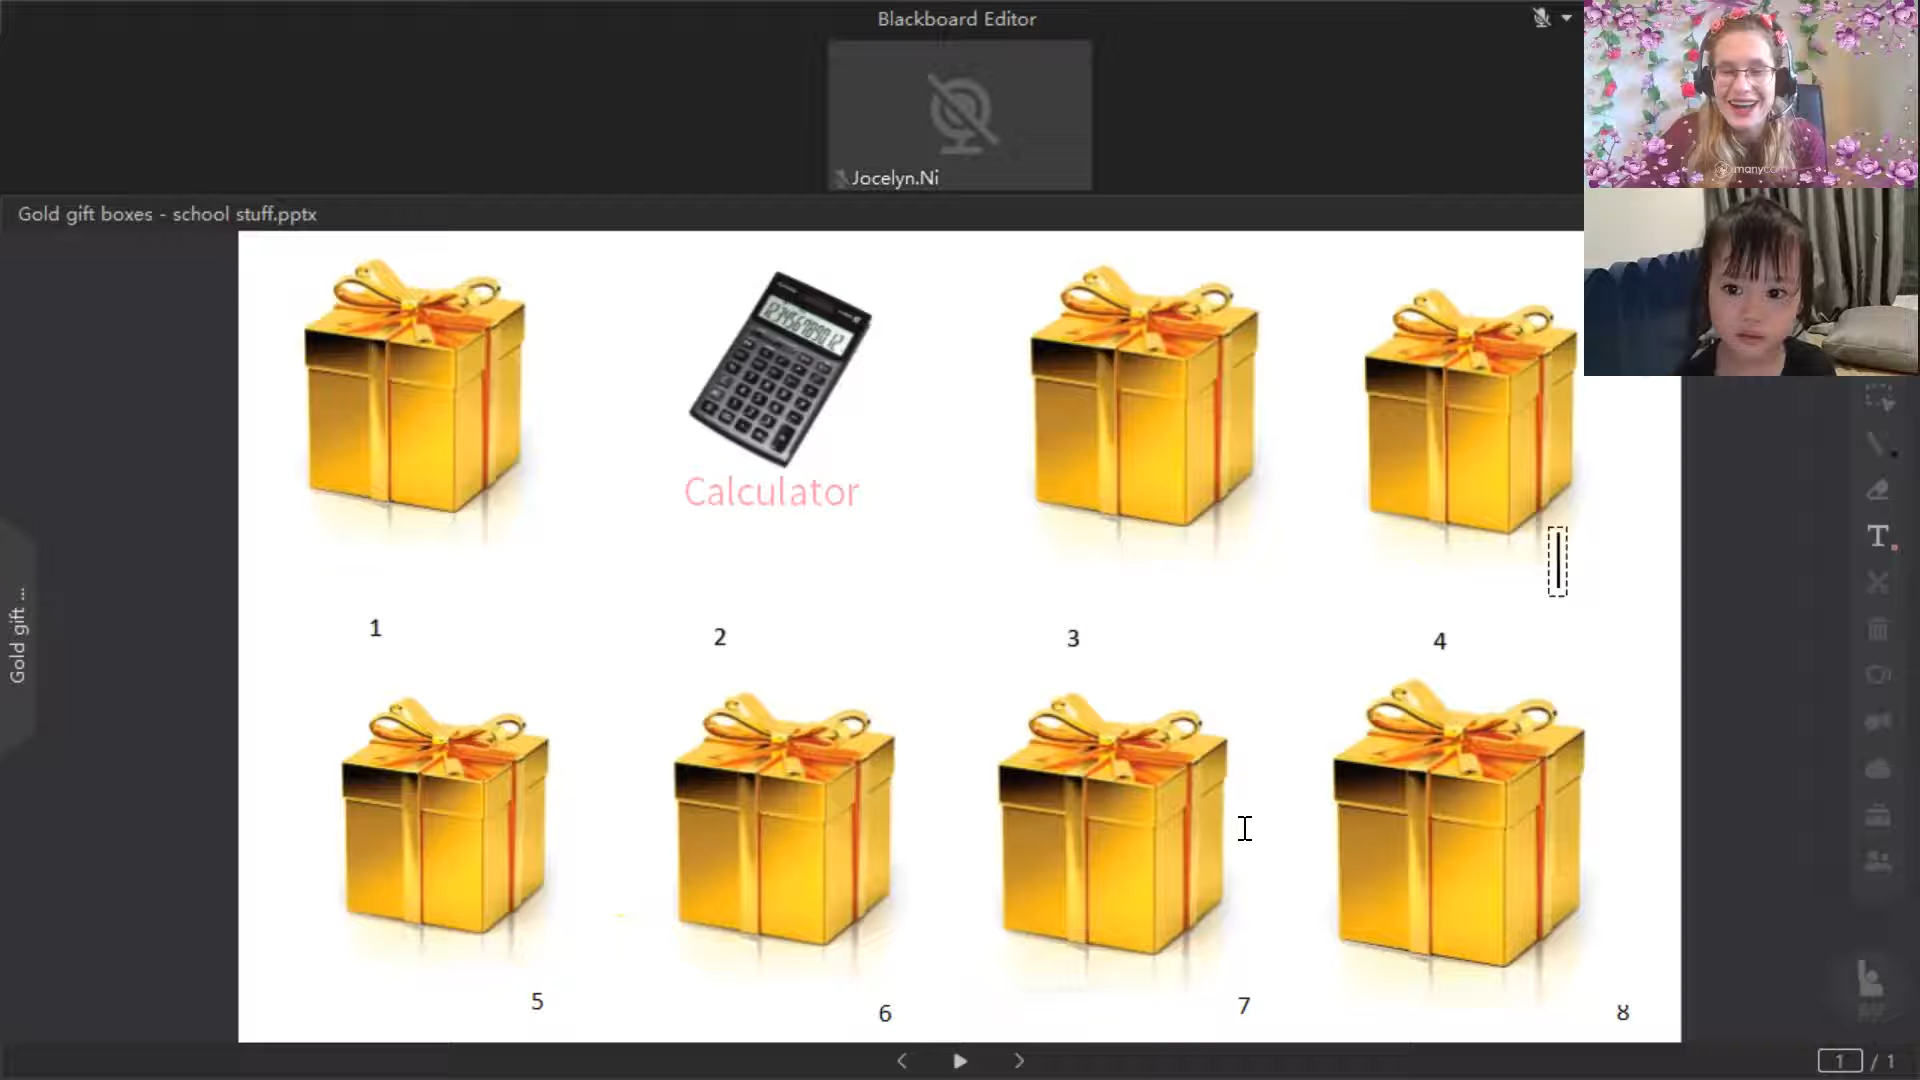 Blackboard Editor
Jocelyn.Ni
manycam
Gold gift boxes - school stuff.pptx
Calculator
1
2
3
4
5
6
7
8
Gold gift ...
T
1 / 1